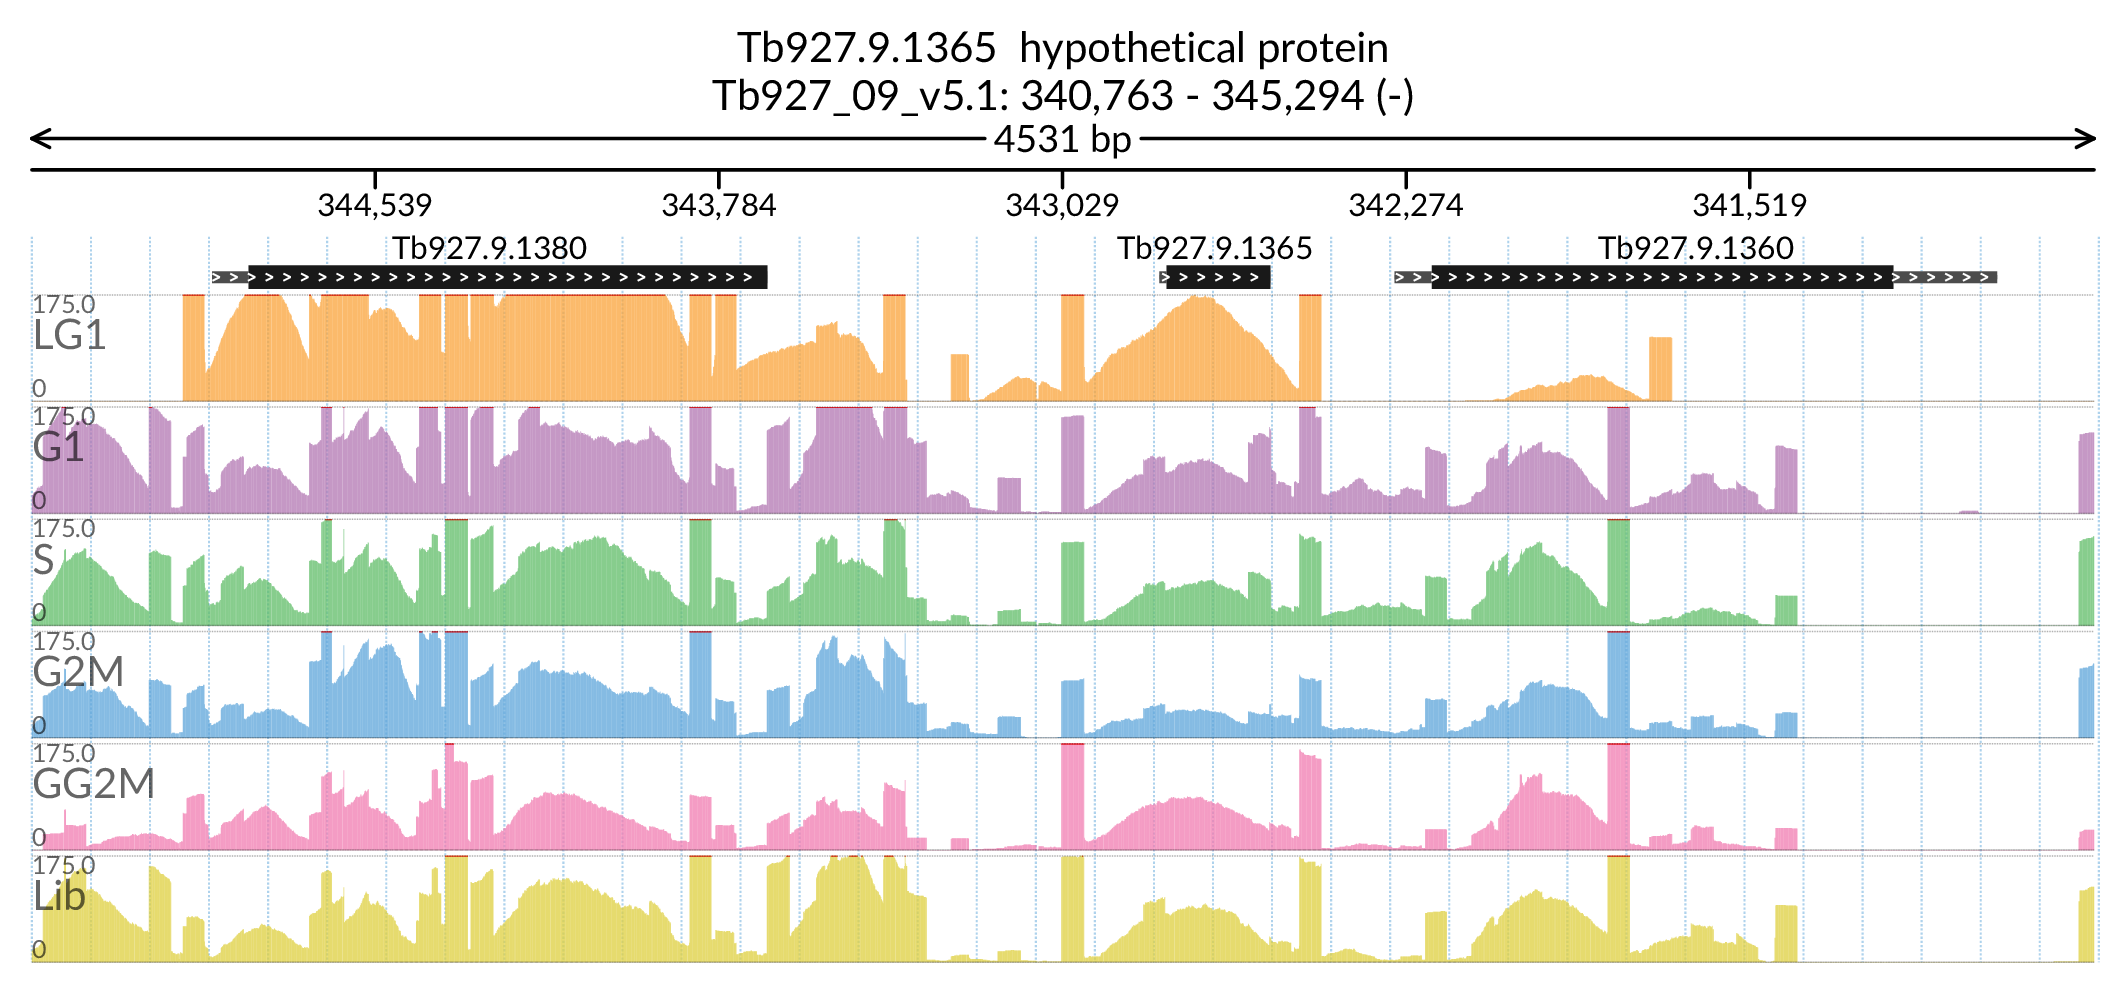 Tb927.9.1365  hypothetical protein
Tb927_09_v5.1: 340,763 - 345,294 (-)
4531 bp
344,539 343,784 343,029 342,274 341,519
Tb927.9.1380 Tb927.9.1365 Tb927.9.1360
175.0
LG1
0
175.0
G1
0
175.0
S
0
175.0
G2M
0
175.0
GG2M
0
175.0
Lib
0